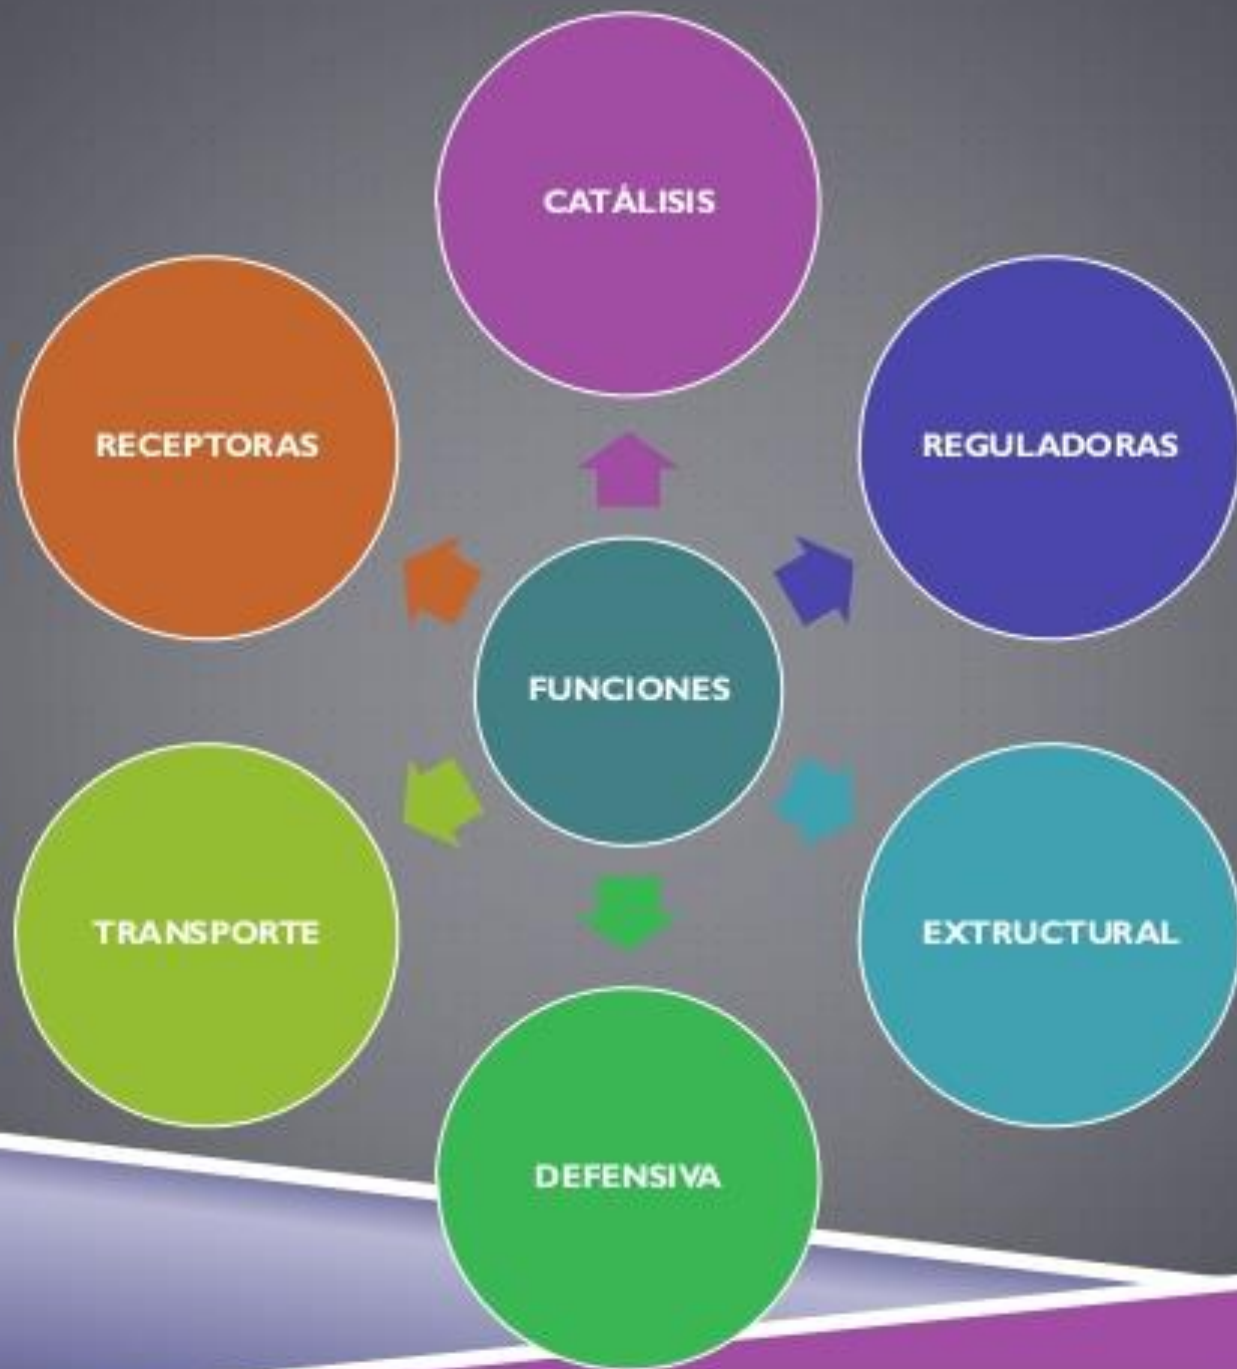 CATÁLISIS
RECEPTORAS
REGULADORAS
FUNCIONES
TRANSPORTE
EXTRUCTURAL
DEFENSIVA